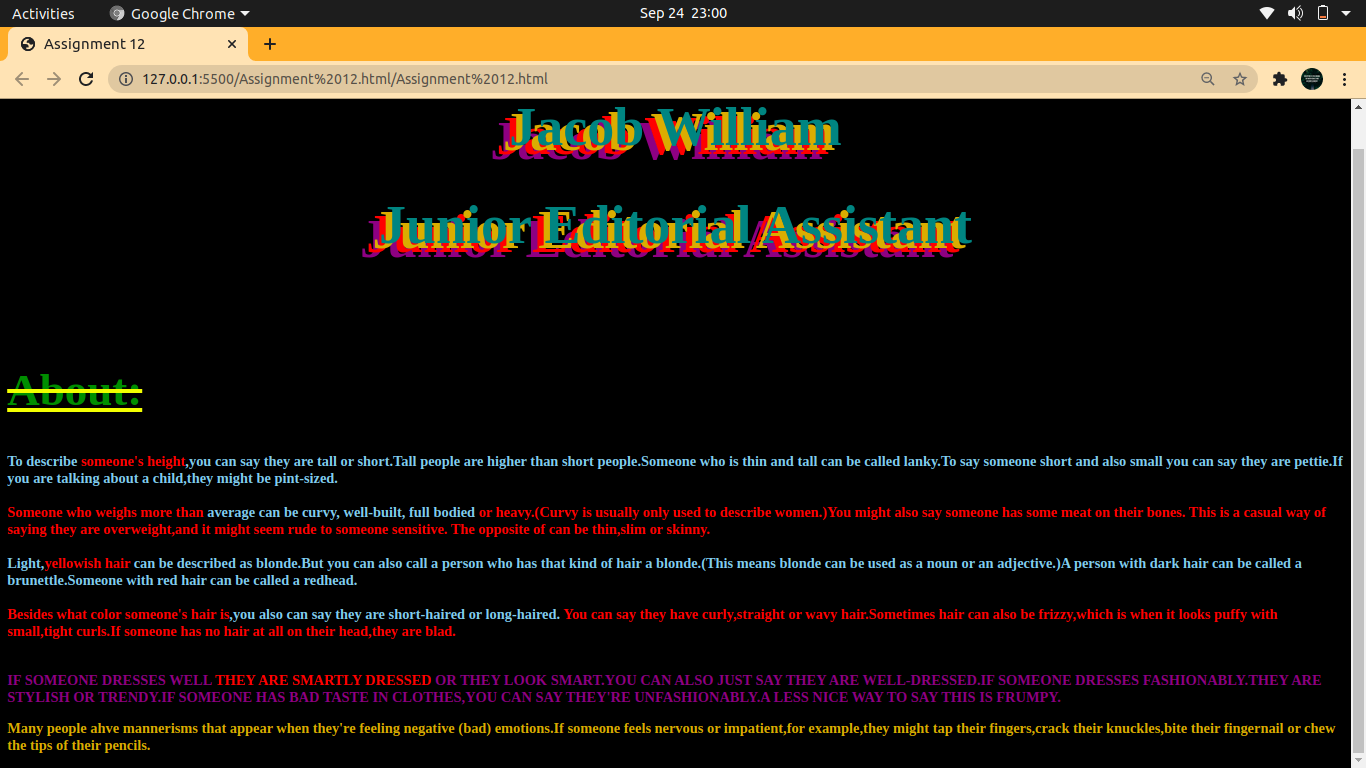 Activities
Google Chrome
Sep 24 23:00
Assignment 12
127.0.0.1:5500/Assignment%2012.html/Assignment%2012.html
Jacob William
Junior Editorial Assistant
About:
To describe someone's height,you can say they are tall or short.Tall people are higher than short people.Someone who is thin and tall can be called lanky.To say someone short and also small you can say they are pettie.If
you are talking about a child,they might be pint-sized.
Someone who weighs more than average can be curvy, well-built, full bodied or heavy.(Curvy is usually only used to describe women.)You might also say someone has some meat on their bones. This is a casual way of
saying they are overweight,and it might seem rude to someone sensitive. The opposite of can be thin,slim or skinny.
Light,yellowish hair can be described as blonde.But you can also call a person who has that kind of hair a blonde.(This means blonde can be used as a noun or an adjective.)A person with dark hair can be called a
brunettle.Someone with red hair can be called a redhead.
Besides what color someone's hair is,you also can say they are short-haired or long-haired. You can say they have curly,straight or wavy hair.Sometimes hair can also be frizzy,which is when it looks puffy with
small,tight curls.If someone has no hair at all on their head,they are blad.
IF SOMEONE DRESSES WELL THEY ARE SMARTLY DRESSED OR THEY LOOK SMART.YOU CAN ALSO JUST SAY THEY ARE WELL-DRESSED.IF SOMEONE DRESSES FASHIONABLY.THEY ARE
STYLISH OR TRENDY.IF SOMEONE HAS BAD TASTE IN CLOTHES,YOU CAN SAY THEY'RE UNFASHIONABLY.A LESS NICE WAY TO SAY THIS IS FRUMPY.
Many people ahve mannerisms that appear when they're feeling negative (bad) emotions.If someone feels nervous or impatient,for example,they might tap their fingers,crack their knuckles,bite their fingernail or chew
the tips of their pencils.